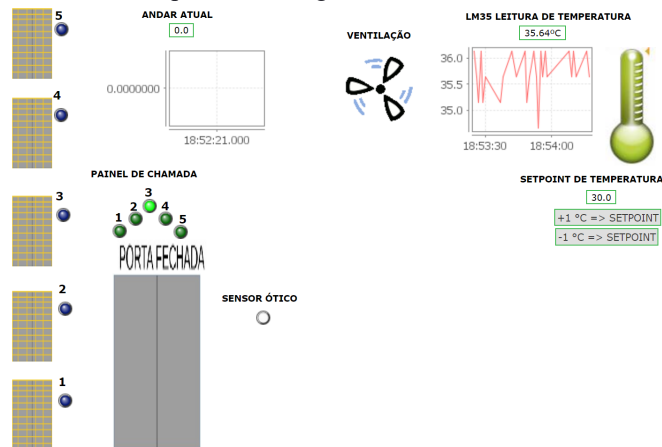 5
4
3
2
1
ANDAR ATUAL
0.0
0.0000000
18:52:21.000
VENTILAÇÃO
LM35 LEITURA DE TEMPERATURA
35.64ºC
36.0
35.5
35.0
18:53:30 18:54:00
SETPOINT DE TEMPERATURA
30.0
+1 °C => SETPOINT
-1 °C => SETPOINT
PAINEL DE CHAMADA
3
2 4
1 5
PORTA FECHADA
SENSOR ÓTICO